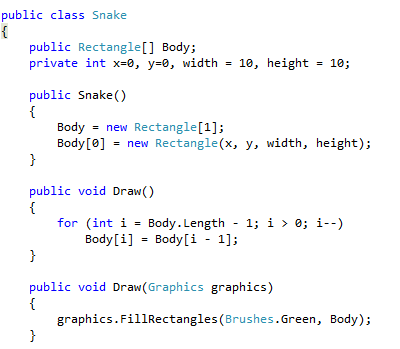 public class Snake
{
    public Rectangle[] Body;
    private int x=0, y=0, width = 10, height = 10;

    public Snake()
    {
        Body = new Rectangle[1];
        Body[0] = new Rectangle(x, y, width, height);
    }

    public void Draw()
    {
        for (int i = Body.Length - 1; i > 0; i--)
            Body[i] = Body[i - 1];
    }

    public void Draw(Graphics graphics)
    {
        graphics.FillRectangles(Brushes.Green, Body);
    }